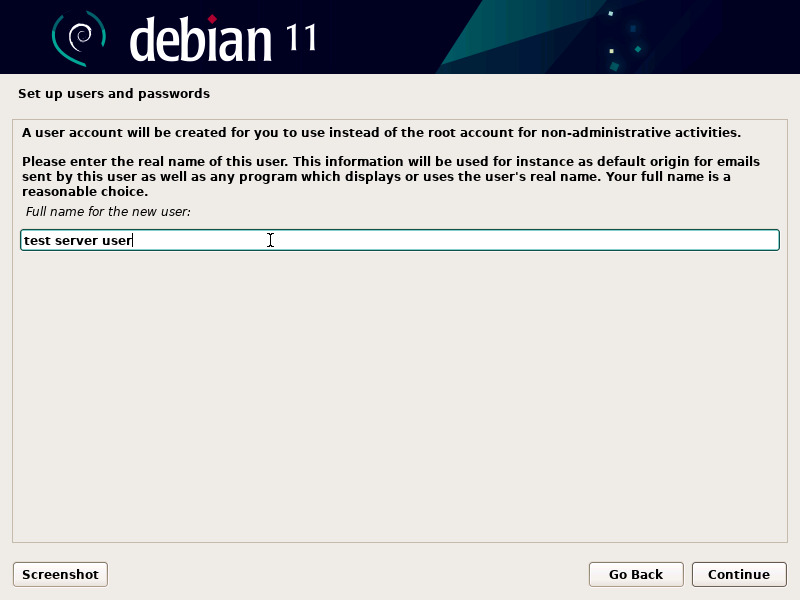 debian 11
Set up users and passwords
A user account will be created for you to use instead of the root account for non-administrative activities.
Please enter the real name of this user. This information will be used for instance as default origin for emails
sent by this user as well as any program which displays or uses the user's real name. Your full name is a
reasonable choice.
Full name for the new user:
test server user
Screenshot
Go Back
Continue